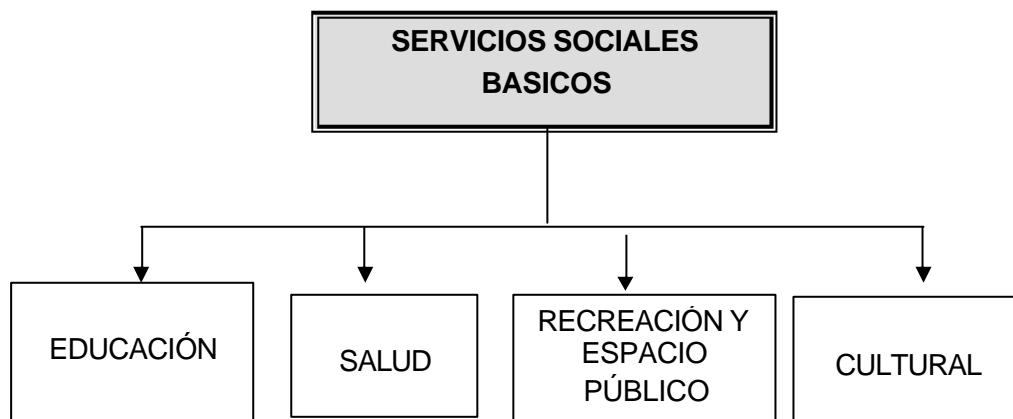 SERVICIOS SOCIALES
BASICOS
EDUCACIÓN
SALUD
RECREACIÓN Y
ESPACIO
PÚBLICO
CULTURAL